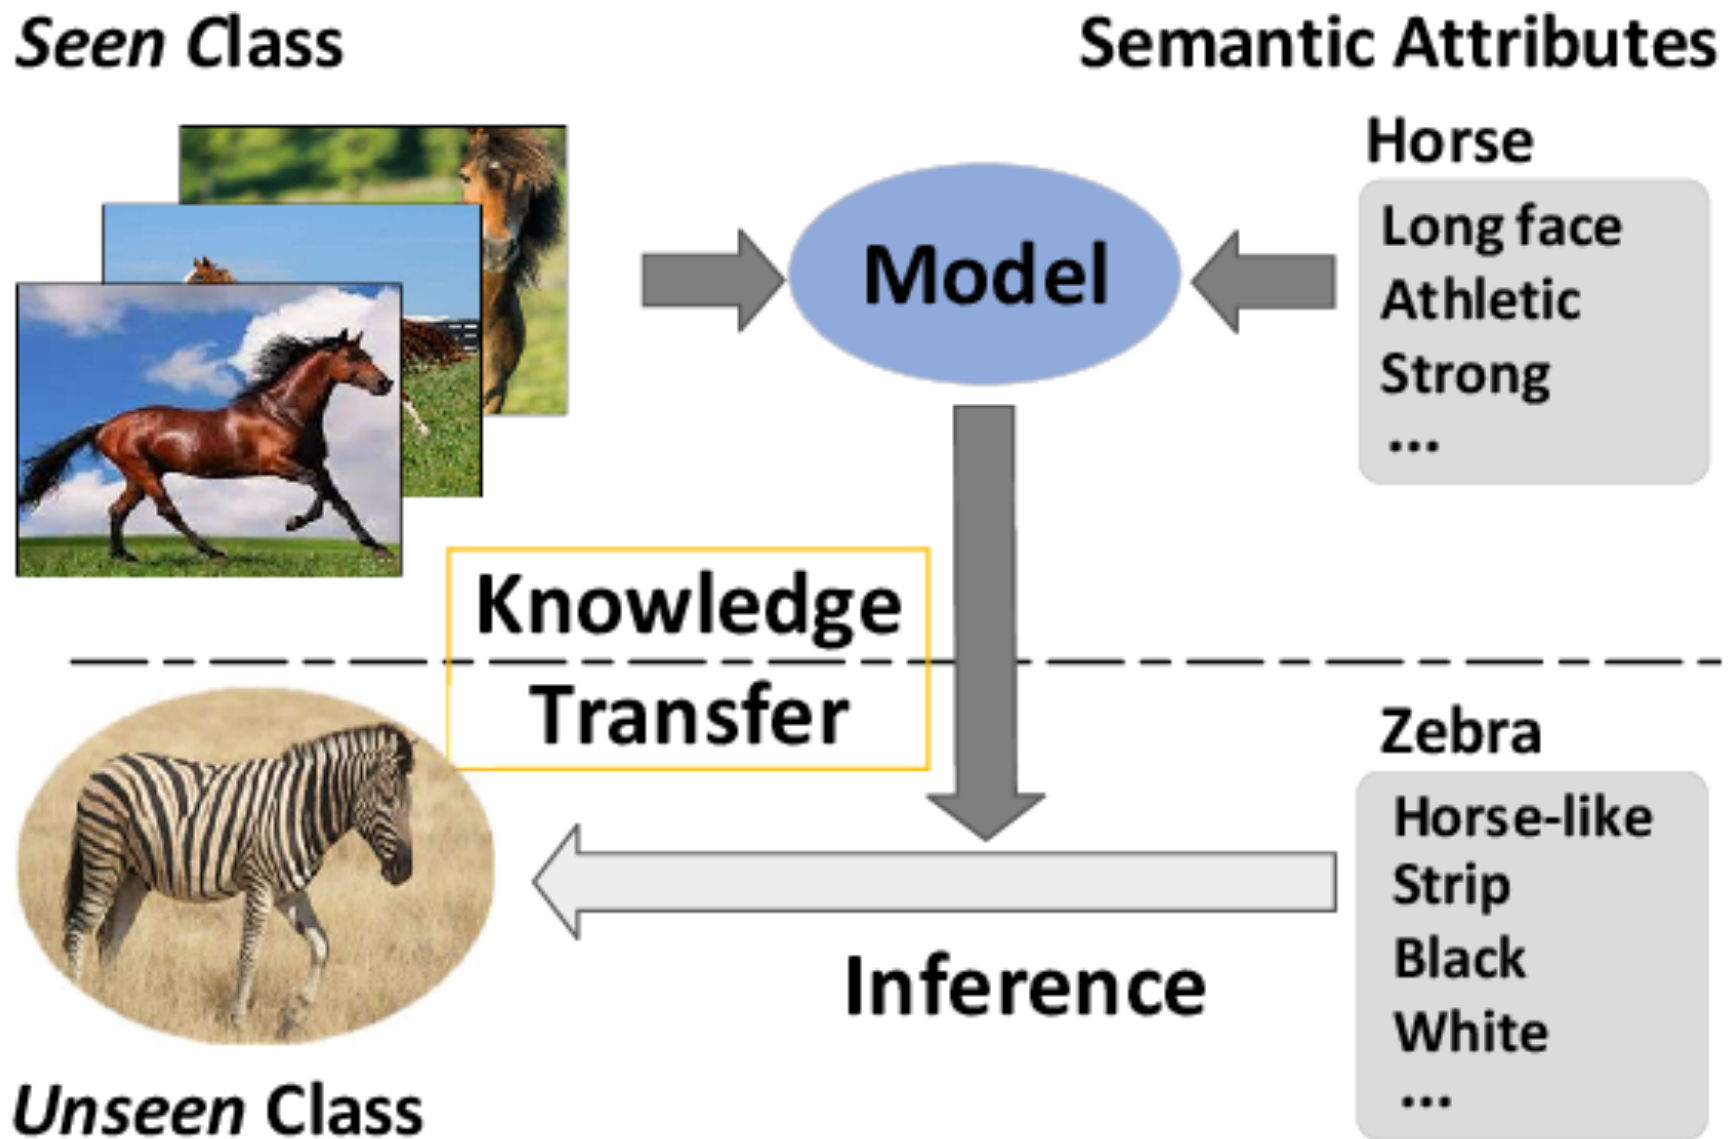 Seen Class
Semantic Attributes
Horse
Long face
Athletic
Strong
...
Model
Knowledge
Transfer
Zebra
Horse-like
Strip
Black
White
...
Inference
Unseen Class